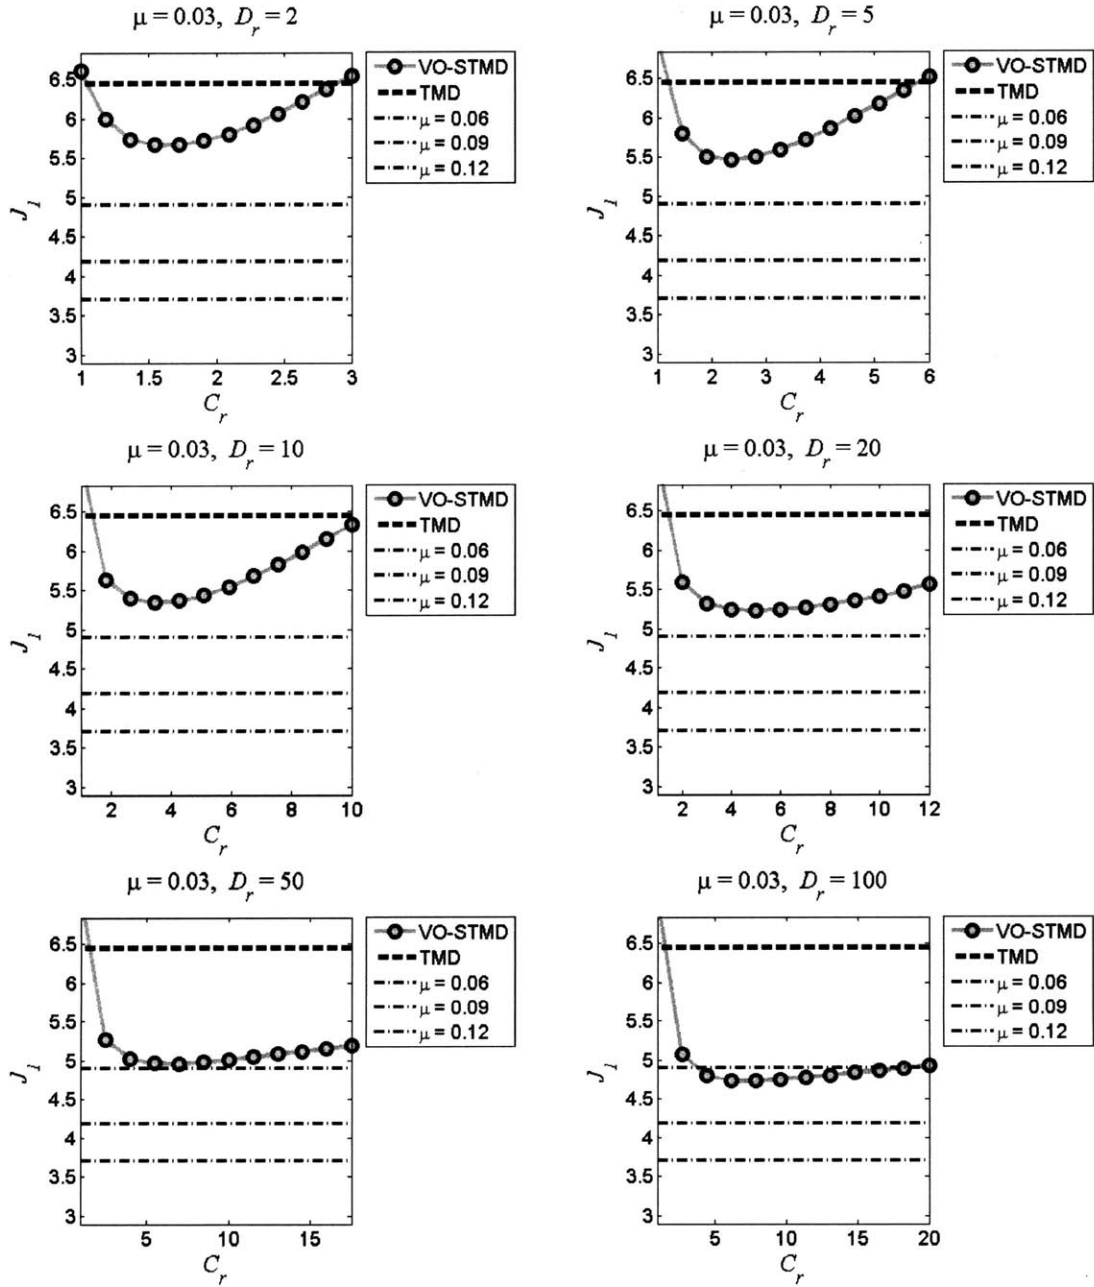 μ = 0.03, D_r = 2
6.5
6
5.5
5
4.5
4
3.5
3
J_1
1
1.5
2
2.5
3
C_r
VO-STMD
TMD
μ = 0.06
μ = 0.09
μ = 0.12
μ = 0.03, D_r = 5
6.5
6
5.5
5
4.5
4
3.5
3
J_1
1
2
3
4
5
6
C_r
VO-STMD
TMD
μ = 0.06
μ = 0.09
μ = 0.12
μ = 0.03, D_r = 10
6.5
6
5.5
5
4.5
4
3.5
3
J_1
2
4
6
8
10
C_r
VO-STMD
TMD
μ = 0.06
μ = 0.09
μ = 0.12
μ = 0.03, D_r = 20
6.5
6
5.5
5
4.5
4
3.5
3
J_1
2
4
6
8
10
12
C_r
VO-STMD
TMD
μ = 0.06
μ = 0.09
μ = 0.12
μ = 0.03, D_r = 50
6.5
6
5.5
5
4.5
4
3.5
3
J_1
5
10
15
C_r
VO-STMD
TMD
μ = 0.06
μ = 0.09
μ = 0.12
μ = 0.03, D_r = 100
6.5
6
5.5
5
4.5
4
3.5
3
J_1
5
10
15
20
C_r
VO-STMD
TMD
μ = 0.06
μ = 0.09
μ = 0.12